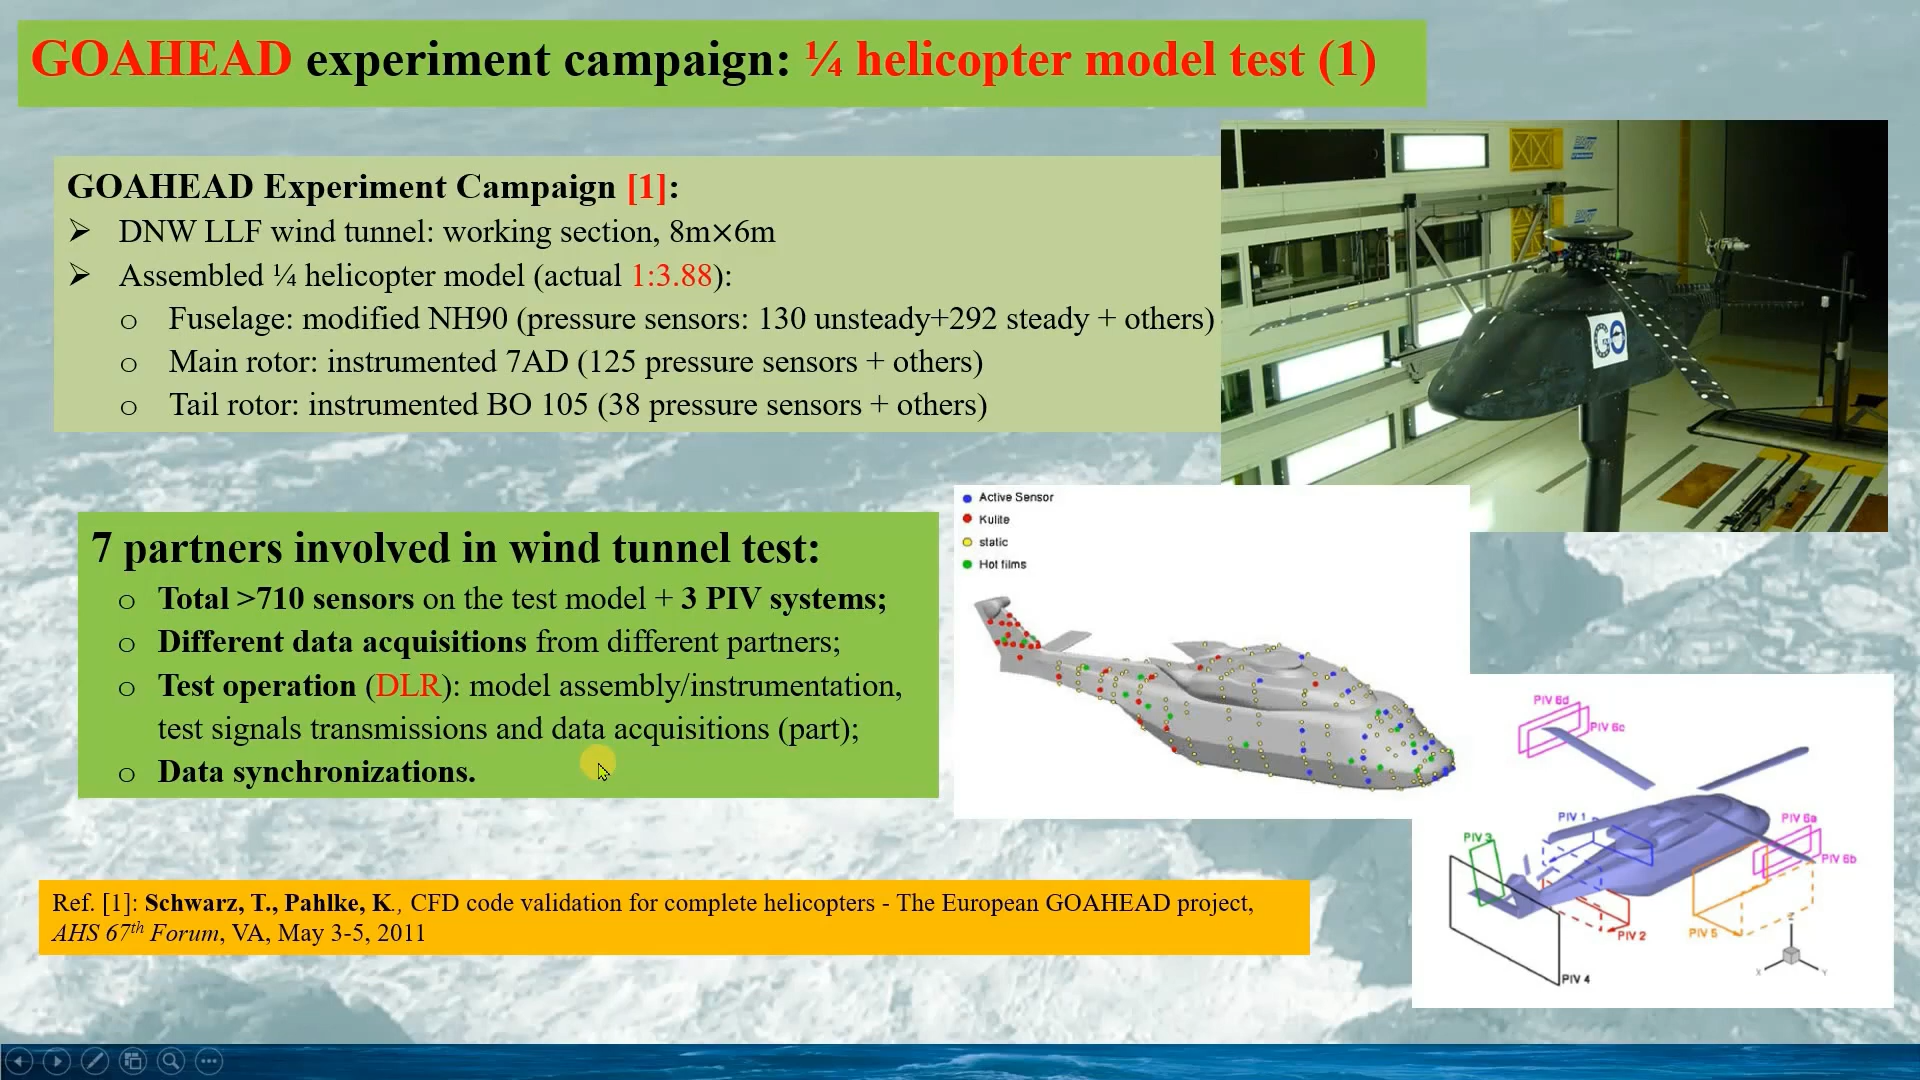 GOAHEAD experiment campaign: ¼ helicopter model test (1)
GOAHEAD Experiment Campaign [1]:
➢ DNW LLF wind tunnel: working section, 8m×6m
➢ Assembled ¼ helicopter model (actual 1:3.88):
o Fuselage: modified NH90 (pressure sensors: 130 unsteady+292 steady + others)
o Main rotor: instrumented 7AD (125 pressure sensors + others)
o Tail rotor: instrumented BO 105 (38 pressure sensors + others)
GO
7 partners involved in wind tunnel test:
o Total >710 sensors on the test model + 3 PIV systems;
o Different data acquisitions from different partners;
o Test operation (DLR): model assembly/instrumentation,
test signals transmissions and data acquisitions (part);
o Data synchronizations.
Active Sensor
Kulite
static
Hot films
PIV 6d
PIV 6c
PIV 1
PIV 6a
PIV 3
PIV 6b
PIV 2
PIV 5
PIV 4
Z
X
Y
Ref. [1]: Schwarz, T., Pahlke, K., CFD code validation for complete helicopters - The European GOAHEAD project,
AHS 67th Forum, VA, May 3-5, 2011